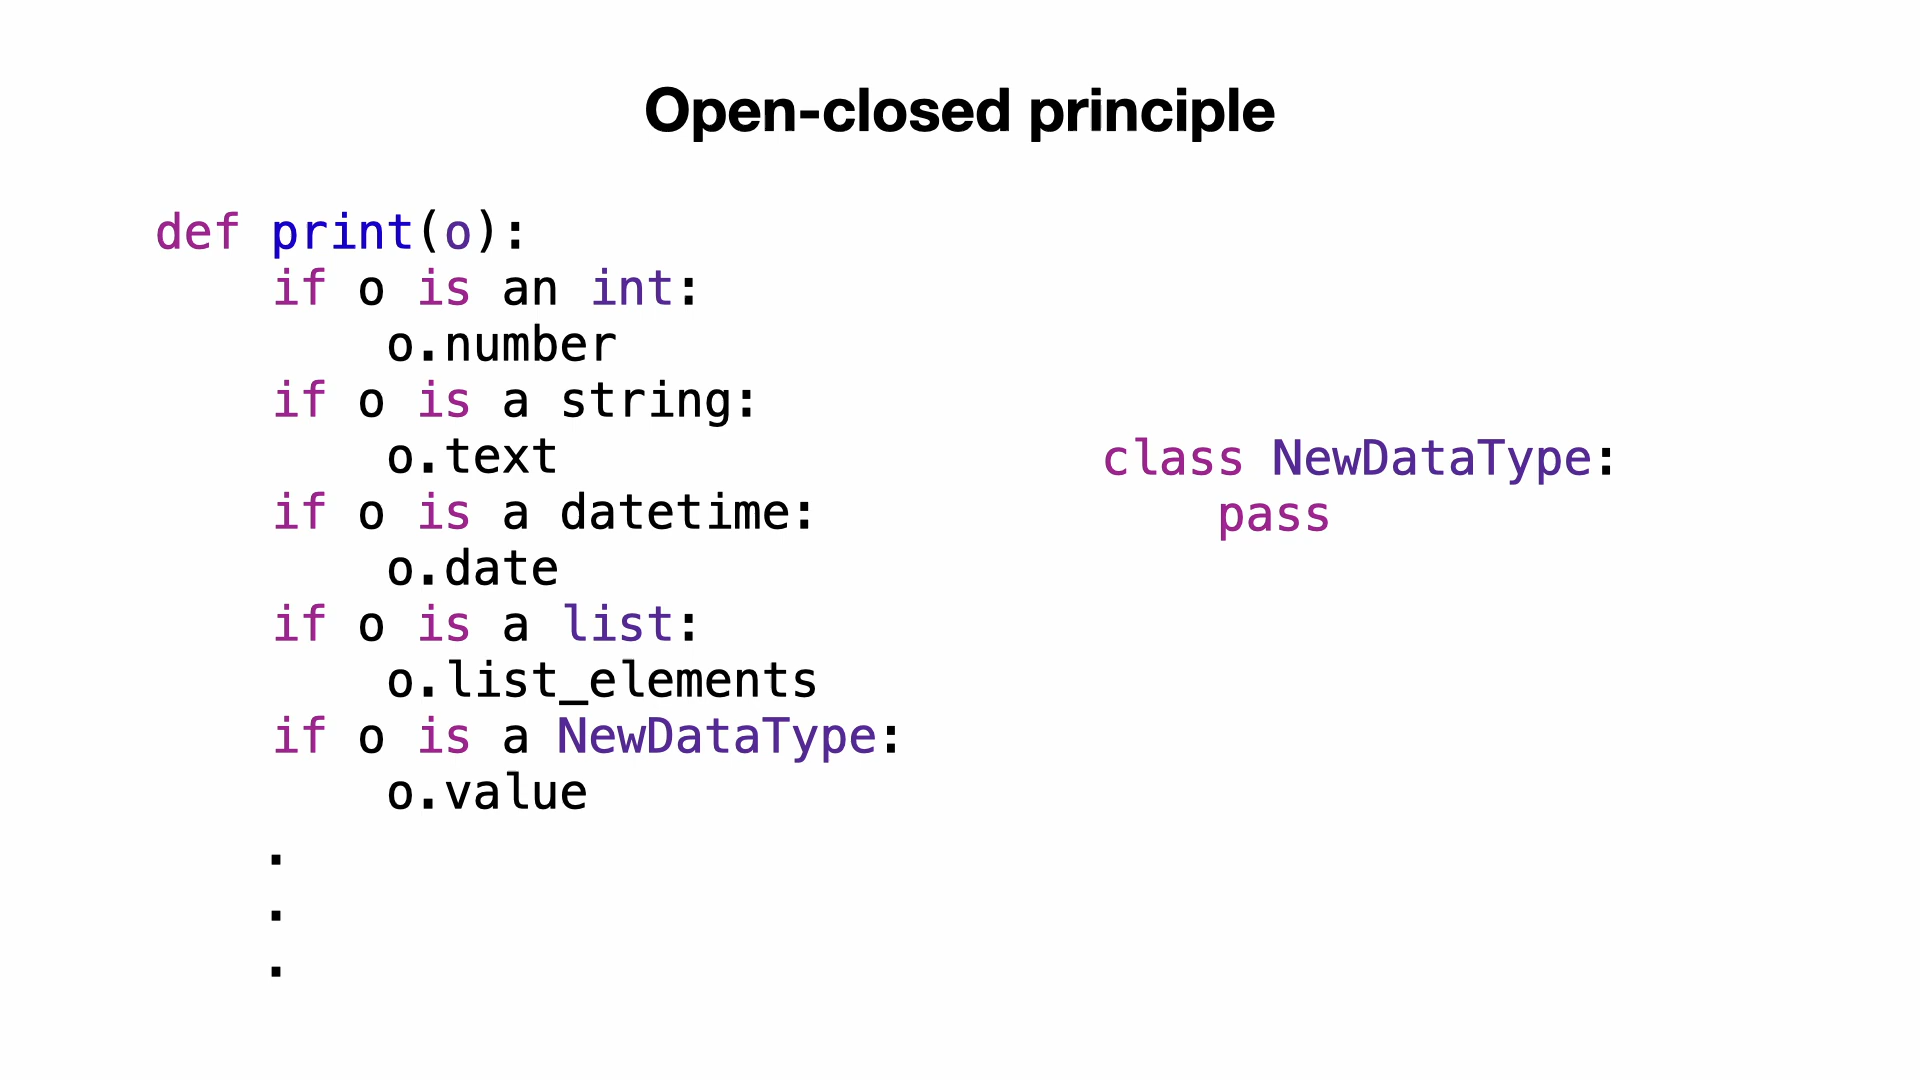 Open-closed principle
def print(o):
    if o is an int:
        o.number
    if o is a string:
        o.text
    if o is a datetime:
        o.date
    if o is a list:
        o.list_elements
    if o is a NewDataType:
        o.value
    .
    .
    .
class NewDataType:
    pass